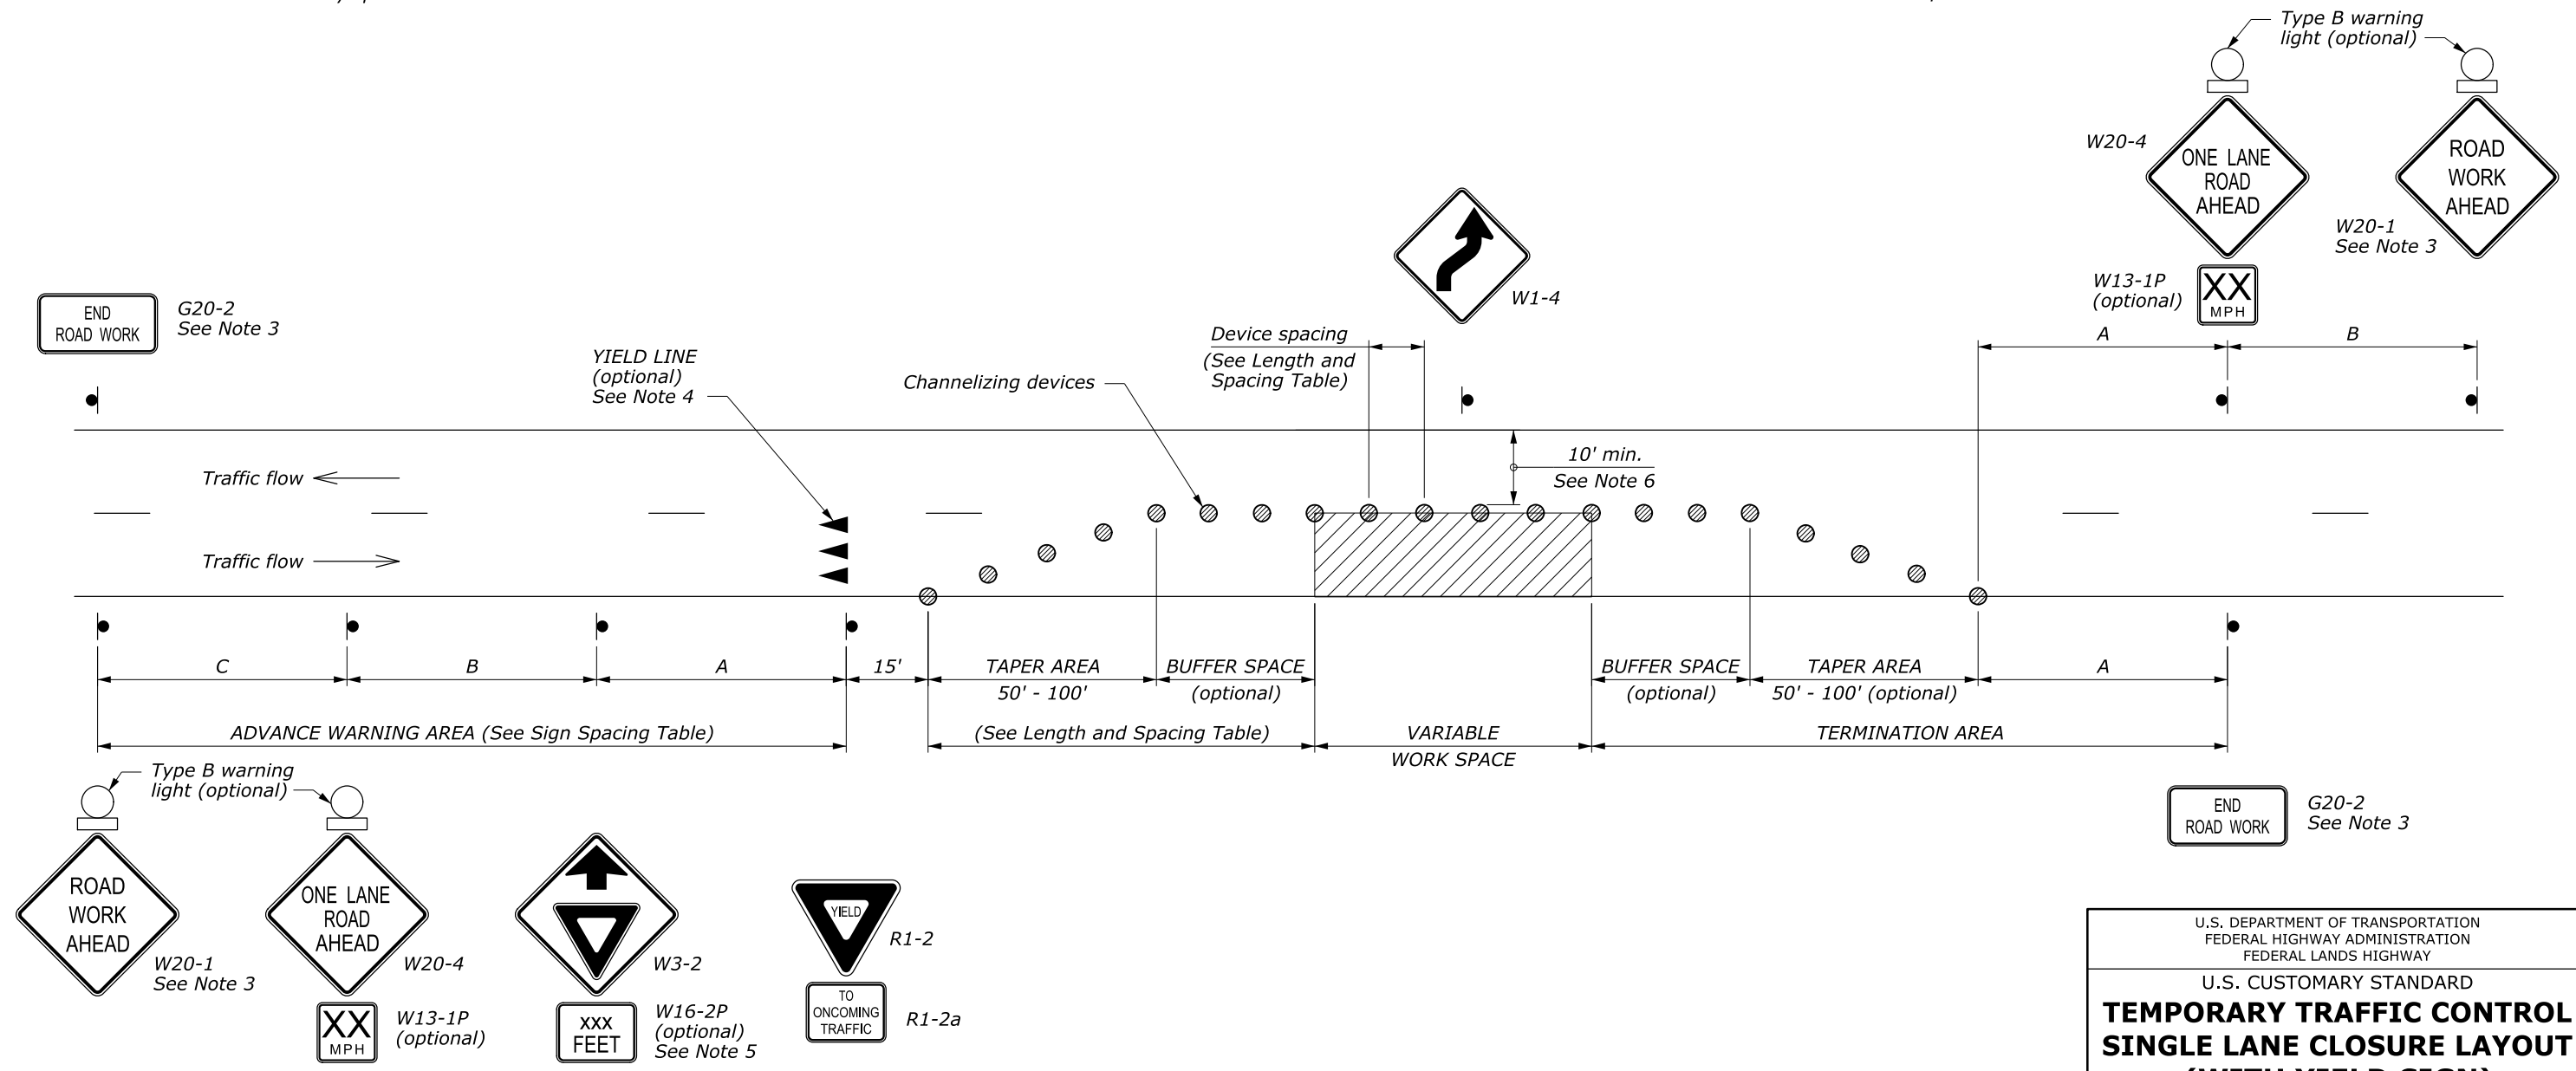 Type B warning
light (optional)
W20-4
ONE LANE
ROAD
AHEAD
ROAD
WORK
AHEAD
W20-1
See Note 3
W13-1P
(optional)
XX
MPH
W1-4
END
ROAD WORK
G20-2
See Note 3
YIELD LINE
(optional)
See Note 4
Channelizing devices
Device spacing
(See Length and
Spacing Table)
A
B
10' min.
See Note 6
Traffic flow
Traffic flow
C
B
A
15'
TAPER AREA
50' - 100'
BUFFER SPACE
(optional)
BUFFER SPACE
(optional)
TAPER AREA
50' - 100' (optional)
A
ADVANCE WARNING AREA (See Sign Spacing Table)
(See Length and Spacing Table)
VARIABLE
WORK SPACE
TERMINATION AREA
Type B warning
light (optional)
ROAD
WORK
AHEAD
W20-1
See Note 3
ONE LANE
ROAD
AHEAD
W20-4
XX
MPH
W13-1P
(optional)
W3-2
XXX
FEET
W16-2P
(optional)
See Note 5
YIELD
R1-2
TO
ONCOMING
TRAFFIC
R1-2a
END
ROAD WORK
G20-2
See Note 3
U.S. DEPARTMENT OF TRANSPORTATION
FEDERAL HIGHWAY ADMINISTRATION
FEDERAL LANDS HIGHWAY
U.S. CUSTOMARY STANDARD
TEMPORARY TRAFFIC CONTROL
SINGLE LANE CLOSURE LAYOUT
(WITH YIELD SIGN)